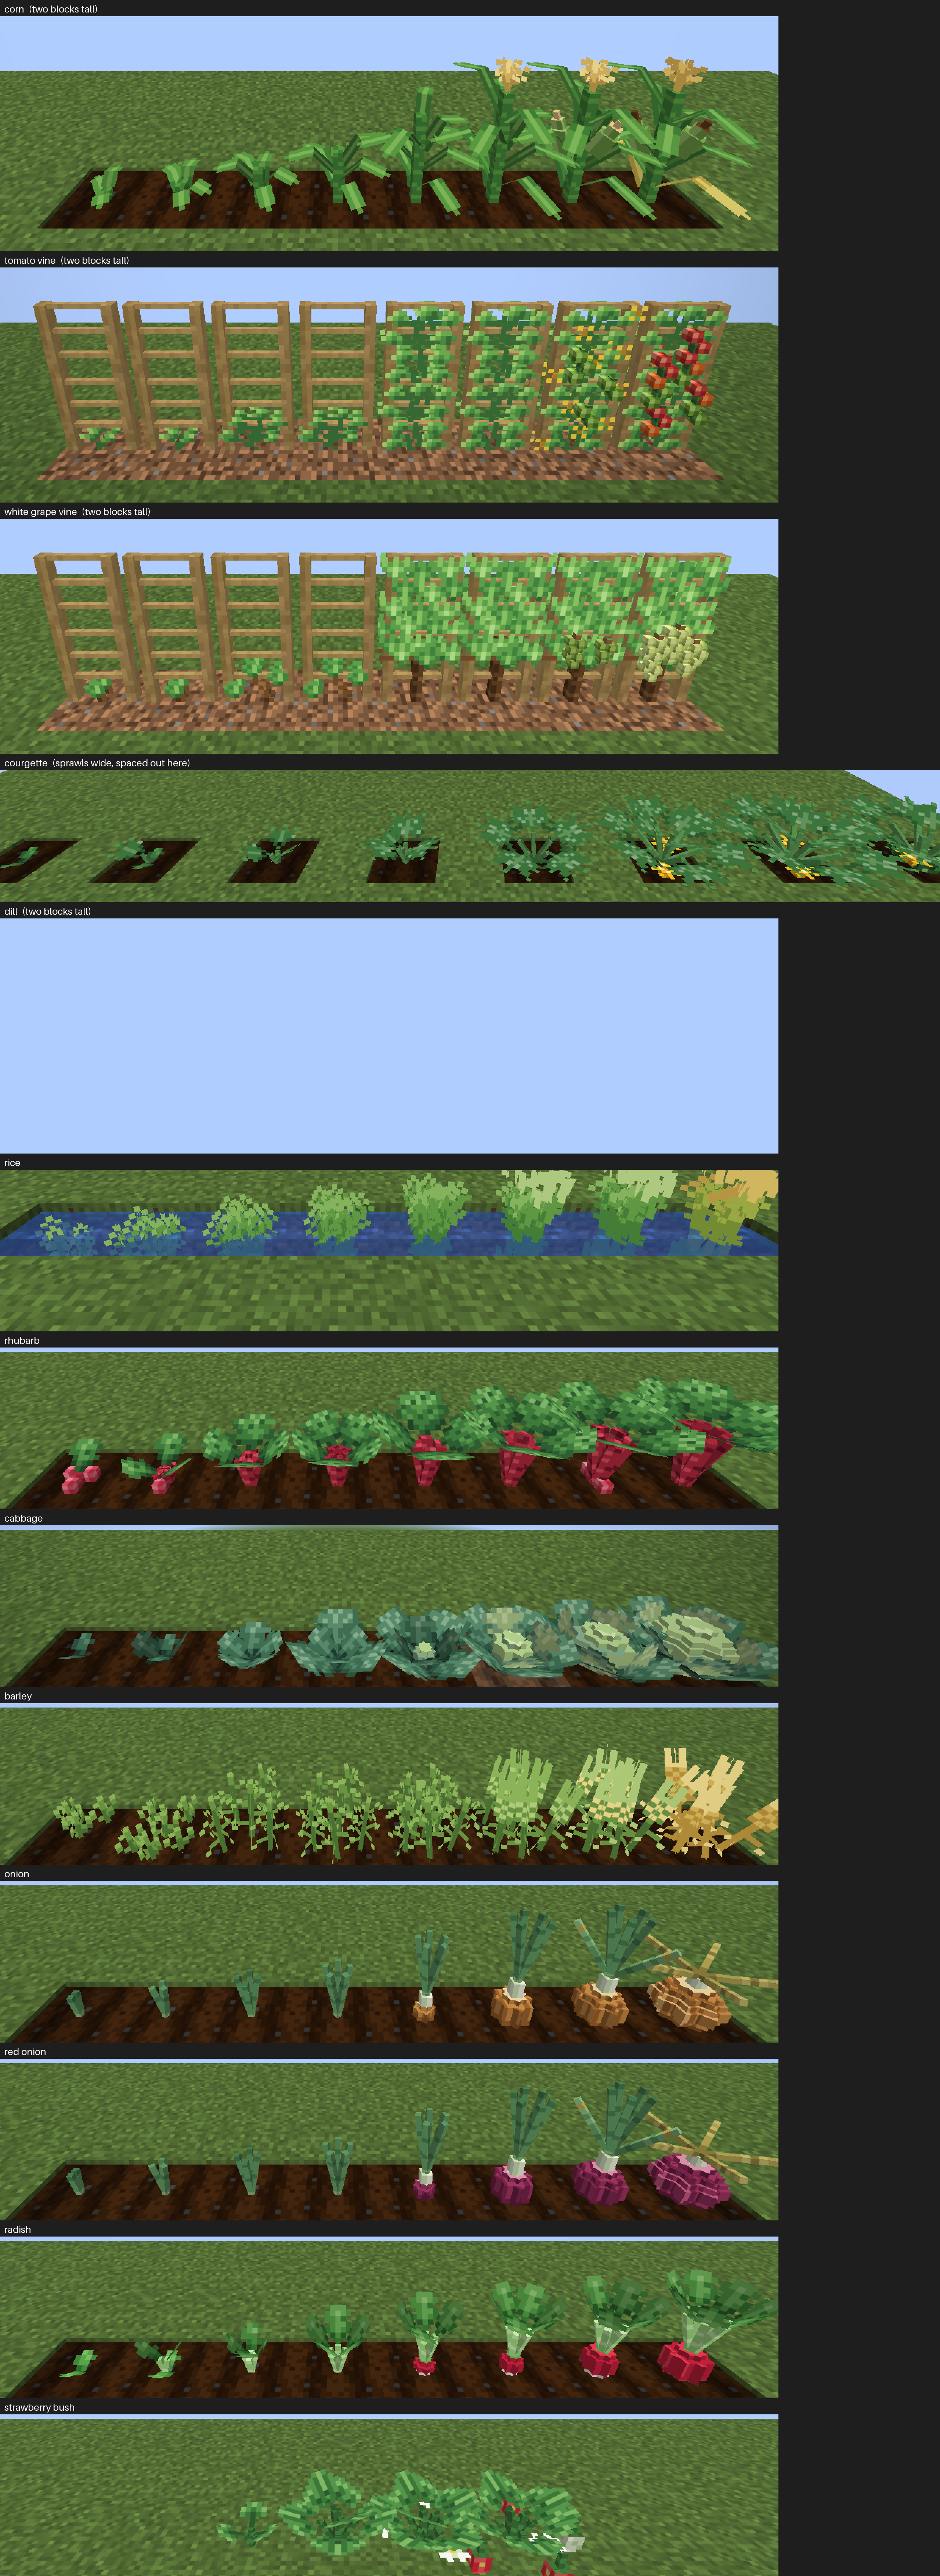 corn (two blocks tall)
tomato vine (two blocks tall)
white grape vine (two blocks tall)
courgette (sprawls wide, spaced out here)
dill (two blocks tall)
rice
rhubarb
cabbage
barley
onion
red onion
radish
strawberry bush